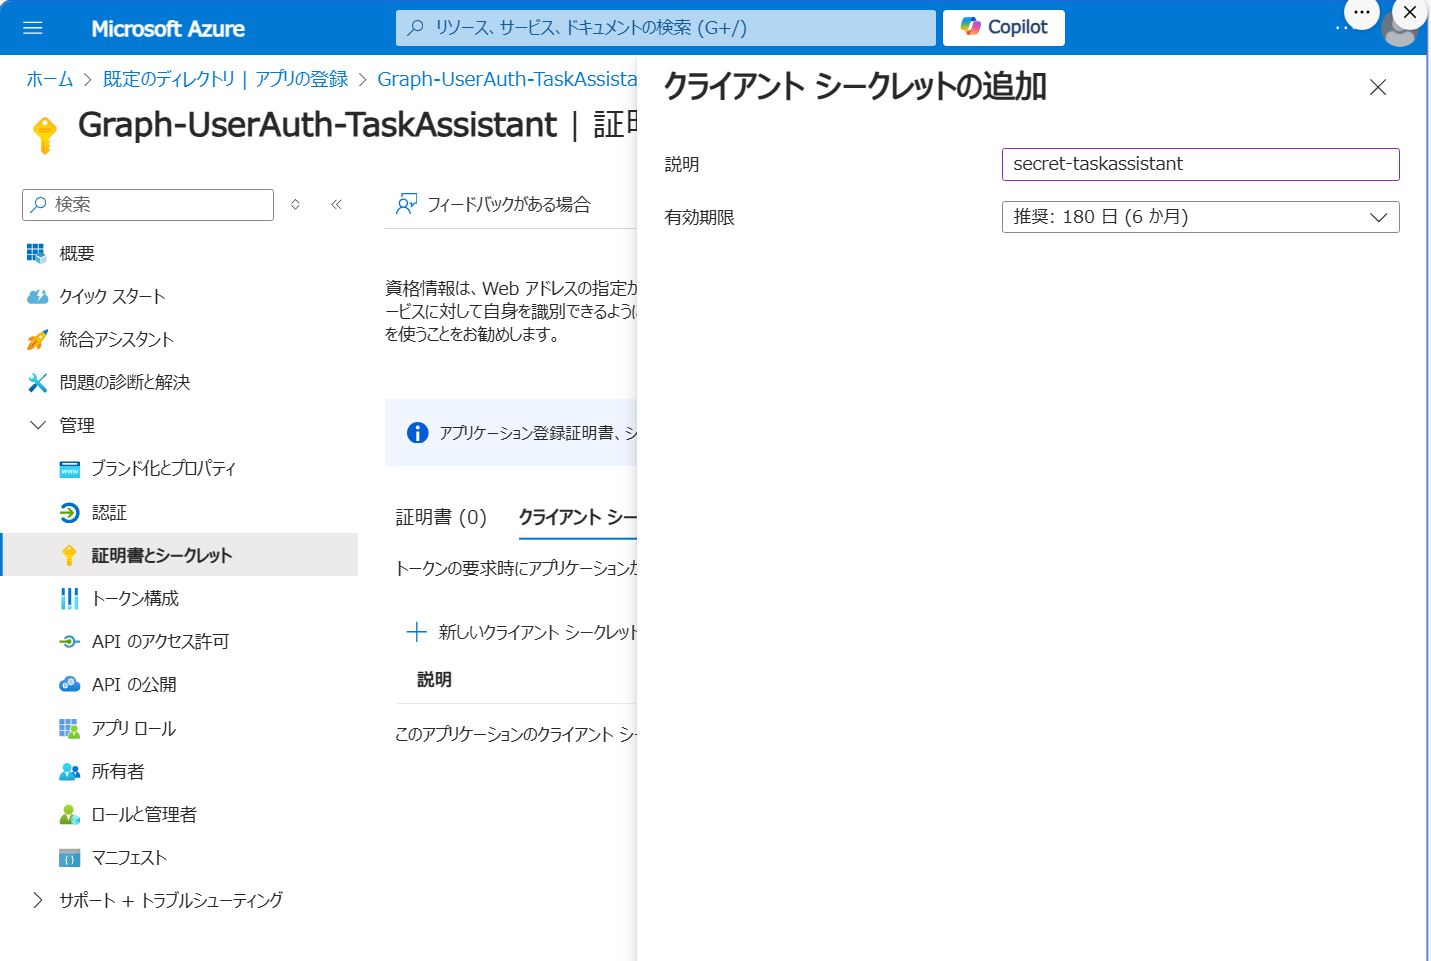 Microsoft Azure
リソース、サービス、ドキュメントの検索 (G+/)
Copilot
ホーム > 既定のディレクトリ | アプリの登録 > Graph-UserAuth-TaskAssista
Graph-UserAuth-TaskAssistant | 証
検索
フィードバックがある場合
概要
クイック スタート
統合アシスタント
問題の診断と解決
管理
ブランド化とプロパティ
認証
証明書とシークレット
トークン構成
API のアクセス許可
API の公開
アプリ ロール
所有者
ロールと管理者
マニフェスト
サポート + トラブルシューティング
資格情報は、Web アドレスの指定が
ービスに対して自身を識別できるように
を使うことをお勧めします。
アプリケーション登録証明書、シ
証明書 (0)
クライアント シー
トークンの要求時にアプリケーションが
新しいクライアント シークレット
説明
このアプリケーションのクライアント シー
クライアント シークレットの追加
説明
secret-taskassistant
有効期限
推奨: 180 日 (6 か月)